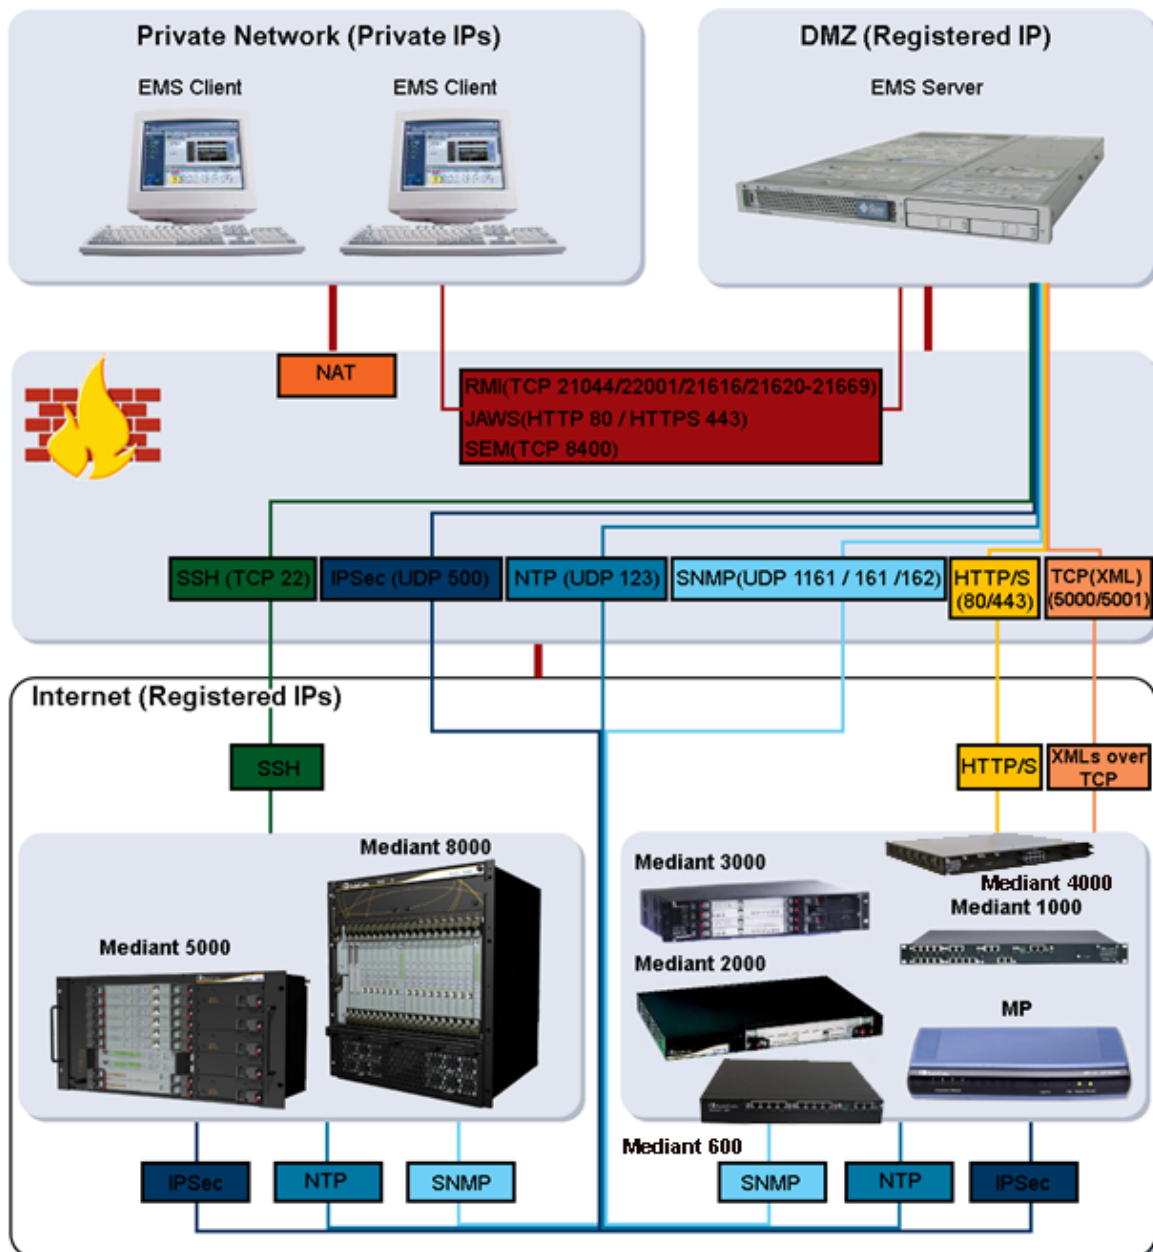 Private Network (Private IPs)
DMZ (Registered IP)
EMS Client
EMS Client
EMS Server
Sun
NAT
RMI(TCP 21044/22001/21616/21620-21669)
JAWS(HTTP 80 / HTTPS 443)
SEM(TCP 8400)
SSH (TCP 22)
IPSec (UDP 500)
NTP (UDP 123)
SNMP(UDP 1161 / 161 /162)
HTTP/S
(80/443)
TCP(XML)
(5000/5001)
Internet (Registered IPs)
SSH
HTTP/S
XMLs over
TCP
Mediant 8000
Mediant 5000
Mediant 3000
Mediant 4000
Mediant 1000
Mediant 2000
MP
Mediant 600
IPSec
NTP
SNMP
SNMP
NTP
IPSec